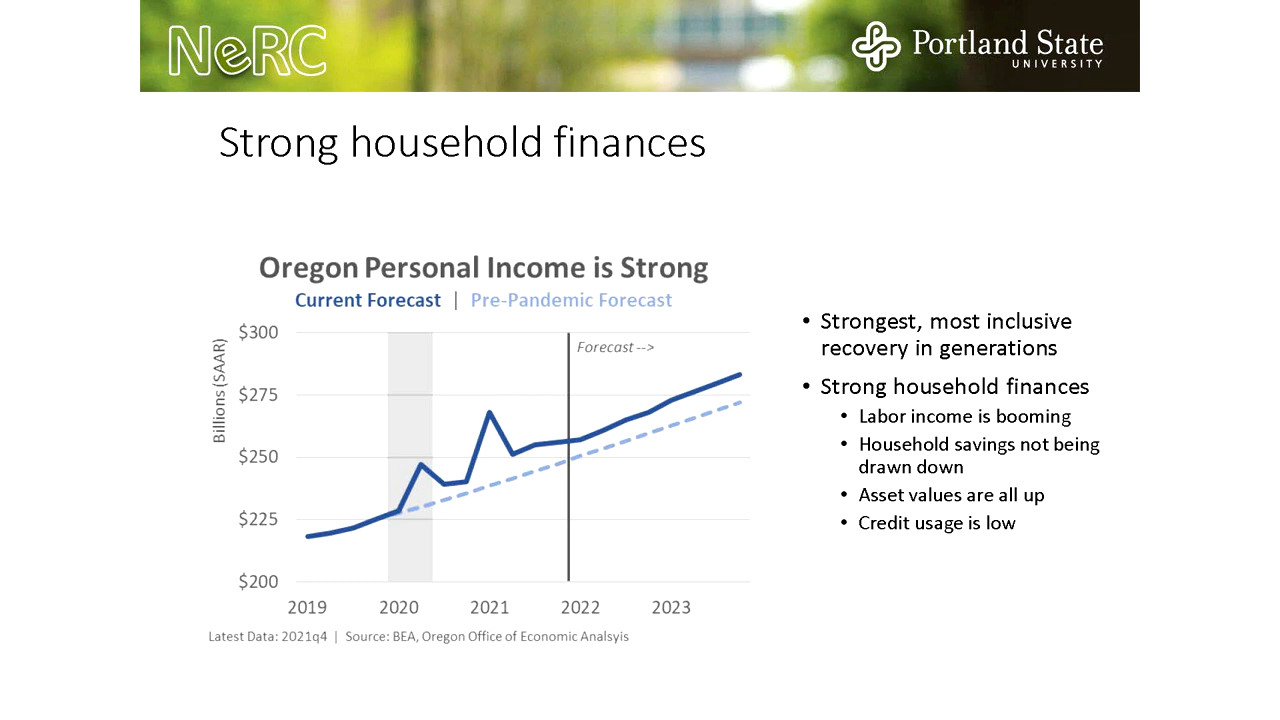 NeRC
Portland State
UNIVERSITY
Strong household finances
Oregon Personal Income is Strong
Current Forecast | Pre-Pandemic Forecast
Billions (SAAR)
$300
$275
$250
$225
$200
Forecast -->
2019 2020 2021 2022 2023
Latest Data: 2021q4 | Source: BEA, Oregon Office of Economic Analsyis
• Strongest, most inclusive
recovery in generations
• Strong household finances
• Labor income is booming
• Household savings not being
drawn down
• Asset values are all up
• Credit usage is low